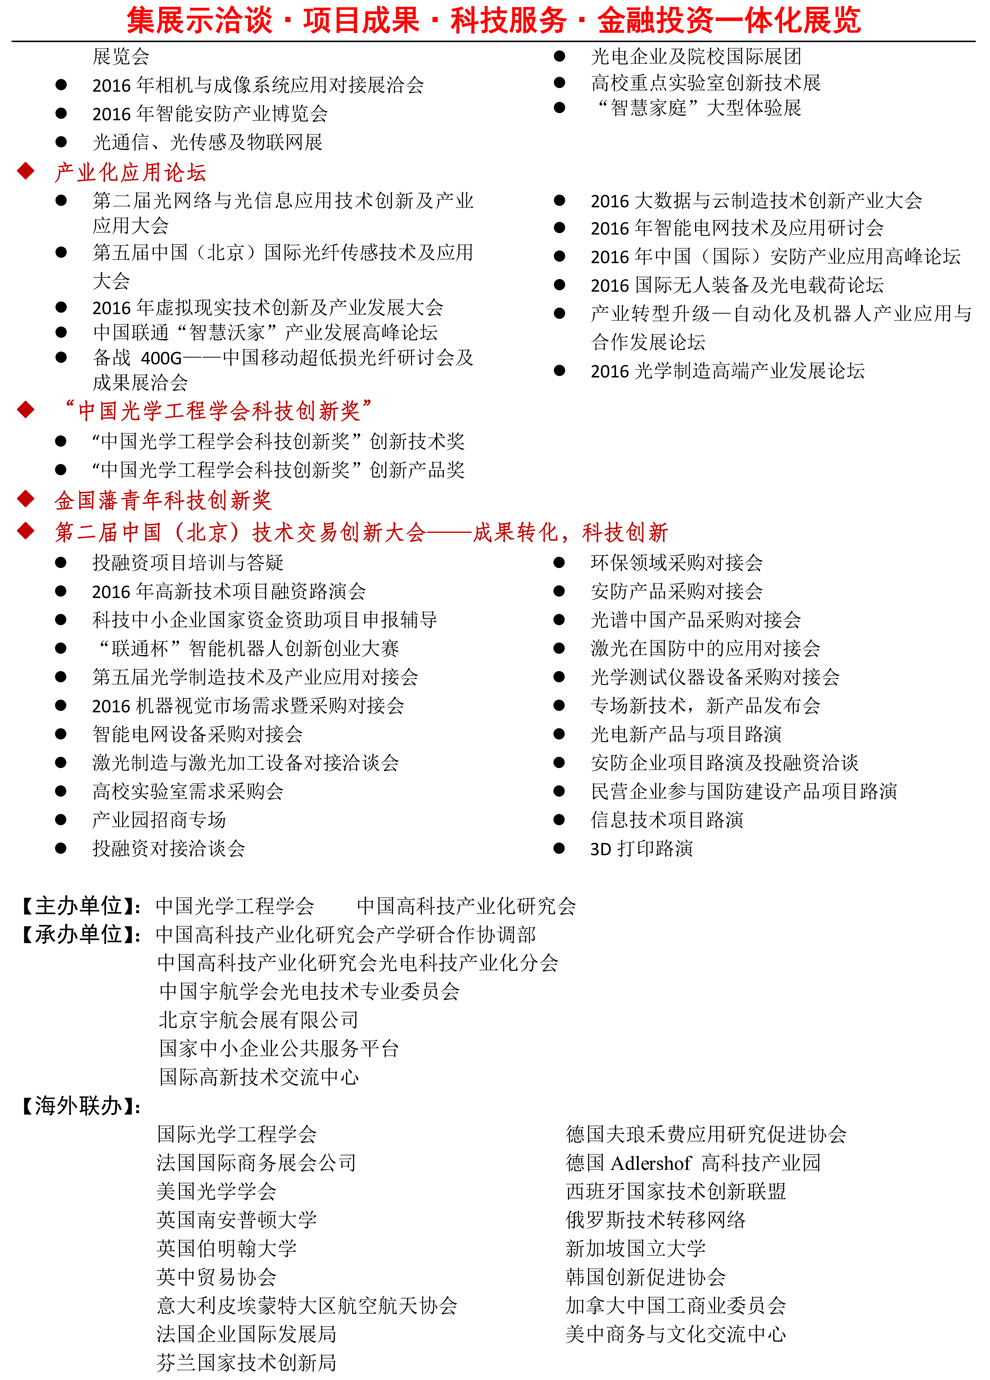 集展示洽谈·项目成果·科技服务·金融投资一体化展览
展览会
● 2016 年相机与成像系统应用对接展洽会
● 2016 年智能安防产业博览会
● 光通信、光传感及物联网展
● 光电企业及院校国际展团
● 高校重点实验室创新技术展
● “智慧家庭”大型体验展
◆ 产业化应用论坛
● 第二届光网络与光信息应用技术创新及产业
应用大会
● 第五届中国（北京）国际光纤传感技术及应用
大会
● 2016 年虚拟现实技术创新及产业发展大会
● 中国联通“智慧沃家”产业发展高峰论坛
● 备战 400G——中国移动超低损光纤研讨会及
成果展洽会
● 2016 大数据与云制造技术创新产业大会
● 2016 年智能电网技术及应用研讨会
● 2016 年中国（国际）安防产业应用高峰论坛
● 2016 国际无人装备及光电载荷论坛
● 产业转型升级—自动化及机器人产业应用与
合作发展论坛
● 2016 光学制造高端产业发展论坛
◆ “中国光学工程学会科技创新奖”
● “中国光学工程学会科技创新奖”创新技术奖
● “中国光学工程学会科技创新奖”创新产品奖
◆ 金国藩青年科技创新奖
◆ 第二届中国（北京）技术交易创新大会——成果转化，科技创新
● 投融资项目培训与答疑
● 2016 年高新技术项目融资路演会
● 科技中小企业国家资金资助项目申报辅导
● “联通杯”智能机器人创新创业大赛
● 第五届光学制造技术及产业应用对接会
● 2016 机器视觉市场需求暨采购对接会
● 智能电网设备采购对接会
● 激光制造与激光加工设备对接洽谈会
● 高校实验室需求采购会
● 产业园招商专场
● 投融资对接洽谈会
● 环保领域采购对接会
● 安防产品采购对接会
● 光谱中国产品采购对接会
● 激光在国防中的应用对接会
● 光学测试仪器设备采购对接会
● 专场新技术，新产品发布会
● 光电新产品与项目路演
● 安防企业项目路演及投融资洽谈
● 民营企业参与国防建设产品项目路演
● 信息技术项目路演
● 3D 打印路演
【主办单位】：中国光学工程学会 中国高科技产业化研究会
【承办单位】：中国高科技产业化研究会产学研合作协调部
中国高科技产业化研究会光电科技产业化分会
中国宇航学会光电技术专业委员会
北京宇航会展有限公司
国家中小企业公共服务平台
国际高新技术交流中心
【海外联办】：
国际光学工程学会
法国国际商务展会公司
美国光学学会
英国南安普顿大学
英国伯明翰大学
英中贸易协会
意大利皮埃蒙特大区航空航天协会
法国企业国际发展局
芬兰国家技术创新局
德国夫琅禾费应用研究促进协会
德国 Adlershof 高科技产业园
西班牙国家技术创新联盟
俄罗斯技术转移网络
新加坡国立大学
韩国创新促进协会
加拿大中国工商业委员会
美中商务与文化交流中心